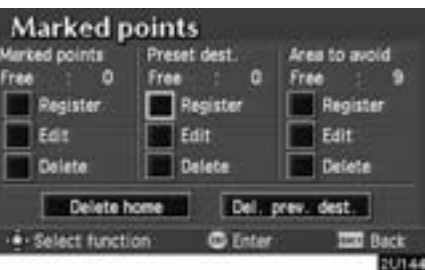 Marked points
Marked points Preset dest. Area to avoid
Free : 0 Free : 0 Free : 9
Register Register Register
Edit Edit Edit
Delete Delete Delete
Delete home Del. prev. dest.
Select function Enter Back
2U144